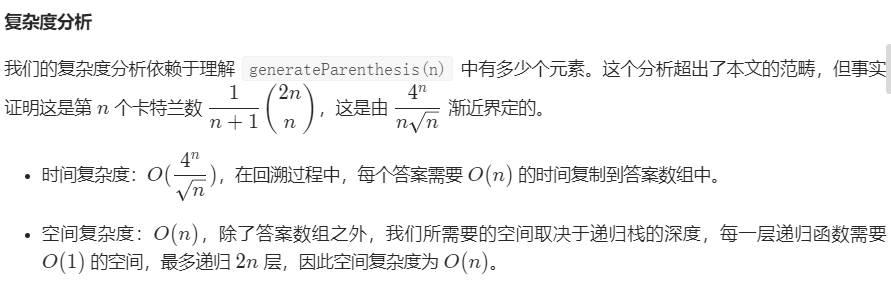 复杂度分析
我们的复杂度分析依赖于理解 generateParenthesis(n) 中有多少个元素。这个分析超出了本文的范畴，但事实
证明这是第 n 个卡特兰数 $\dfrac{1}{n+1}\dbinom{2n}{n}$，这是由 $\dfrac{4^n}{n\sqrt{n}}$ 渐近界定的。
• 时间复杂度：$O(\dfrac{4^n}{\sqrt{n}})$，在回溯过程中，每个答案需要 $O(n)$ 的时间复制到答案数组中。
• 空间复杂度：$O(n)$，除了答案数组之外，我们所需要的空间取决于递归栈的深度，每一层递归函数需要
$O(1)$ 的空间，最多递归 $2n$ 层，因此空间复杂度为 $O(n)$。